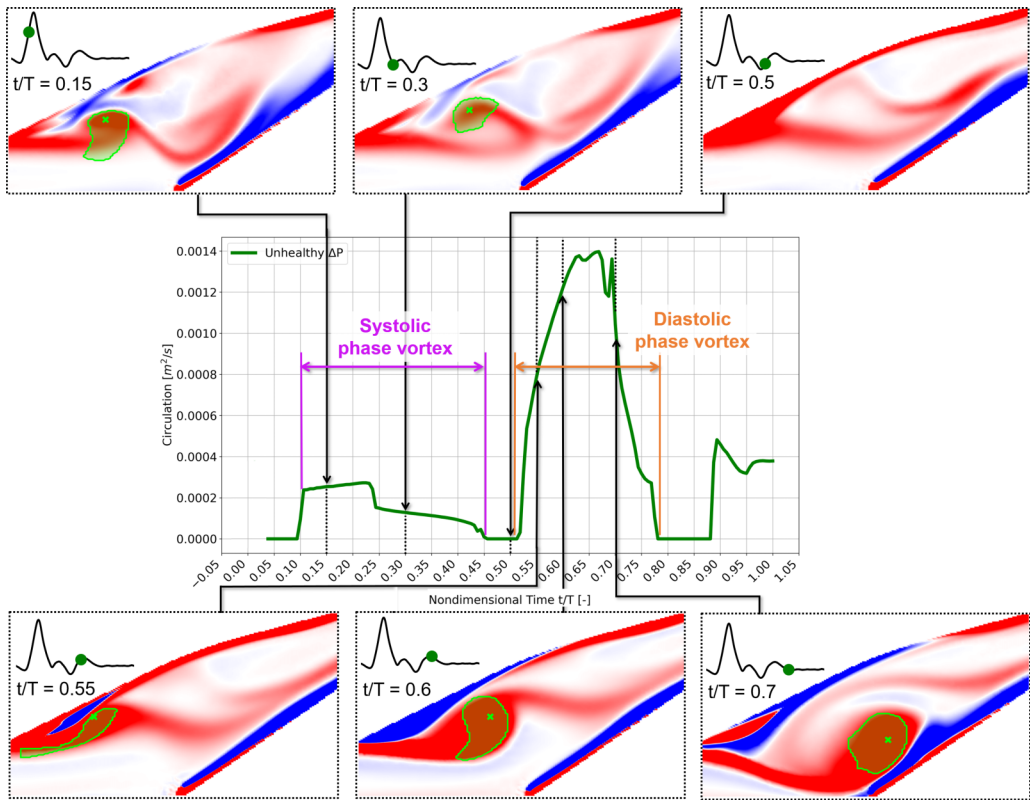 t/T = 0.15
t/T = 0.3
t/T = 0.5
Unhealthy ΔP
Systolic
phase vortex
Diastolic
phase vortex
Circulation [m²/s]
0.0014
0.0012
0.0010
0.0008
0.0006
0.0004
0.0002
0.0000
−0.05 0.00 0.05 0.10 0.15 0.20 0.25 0.30 0.35 0.40 0.45 0.50 0.55 0.60 0.65 0.70 0.75 0.80 0.85 0.90 0.95 1.00 1.05
Nondimensional Time t/T [-]
t/T = 0.55
t/T = 0.6
t/T = 0.7